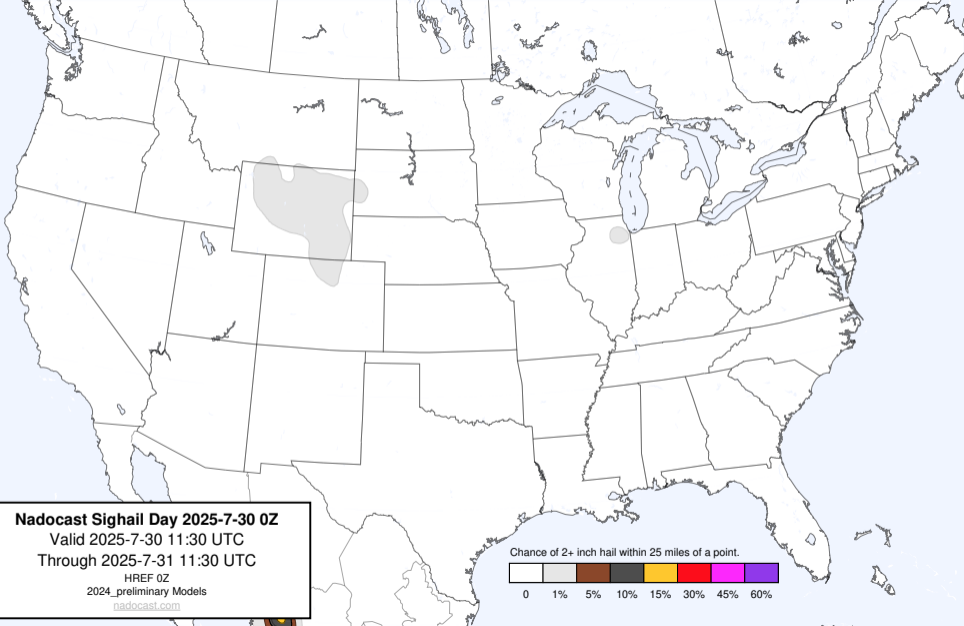 Nadocast Sighail Day 2025-7-30 0Z
Valid 2025-7-30 11:30 UTC
Through 2025-7-31 11:30 UTC
HREF 0Z
2024_preliminary Models
nadocast.com
Chance of 2+ inch hail within 25 miles of a point.
0 1% 5% 10% 15% 30% 45% 60%